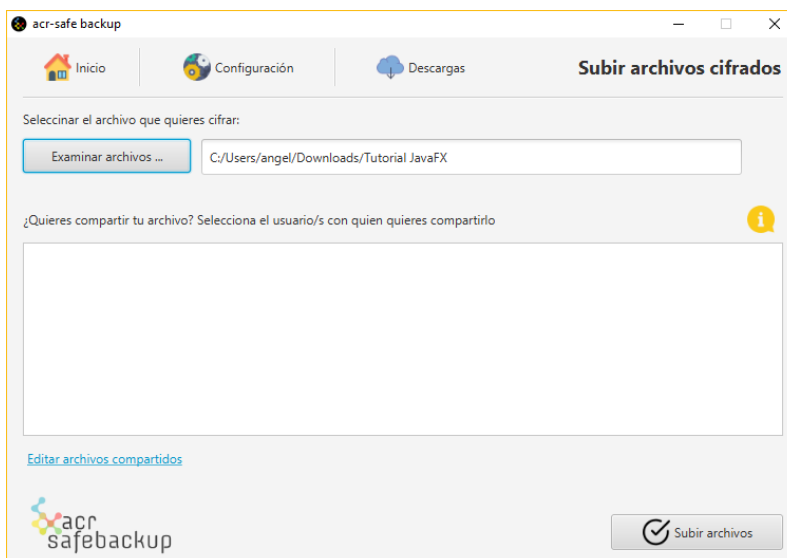 acr-safe backup
Inicio
Configuración
Descargas
Subir archivos cifrados
Seleccinar el archivo que quieres cifrar:
Examinar archivos ...
C:/Users/angel/Downloads/Tutorial JavaFX
¿Quieres compartir tu archivo? Selecciona el usuario/s con quien quieres compartirlo
i
Editar archivos compartidos
acr
safebackup
Subir archivos